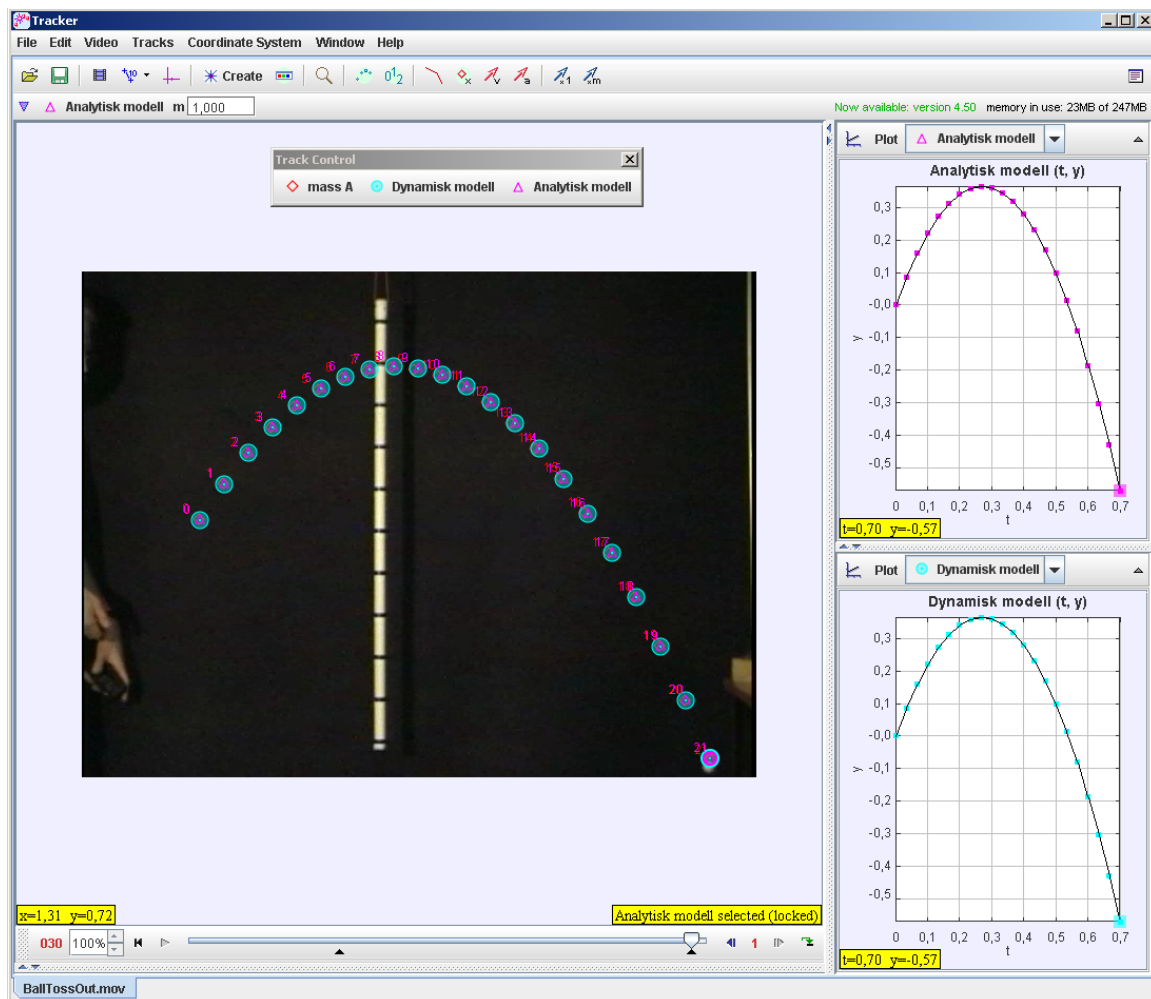 Tracker
File Edit Video Tracks Coordinate System Window Help
Create
Analytisk modell m 1,000
Now available: version 4.50 memory in use: 23MB of 247MB
Track Control
mass A Dynamisk modell Analytisk modell
0
1
2
3
4
5
6
7
8
9
10
11
12
13
14
15
16
17
18
19
20
21
x=1,31 y=0,72
Analytisk modell selected (locked)
030 100% 1
BallTossOut.mov
Plot Analytisk modell
Analytisk modell (t, y)
0,3
0,2
0,1
-0,0
-0,1
-0,2
-0,3
-0,4
-0,5
y
0 0,1 0,2 0,3 0,4 0,5 0,6 0,7
t
t=0,70 y=-0,57
Plot Dynamisk modell
Dynamisk modell (t, y)
0,3
0,2
0,1
-0,0
-0,1
-0,2
-0,3
-0,4
-0,5
y
0 0,1 0,2 0,3 0,4 0,5 0,6 0,7
t
t=0,70 y=-0,57